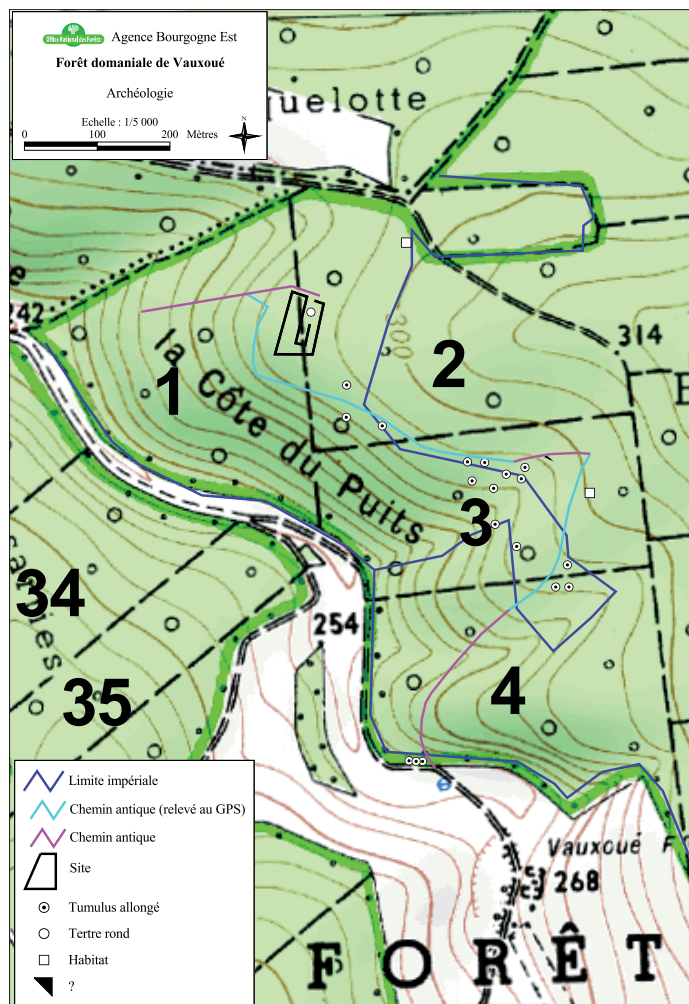 Office National des Forêts
Agence Bourgogne Est
Forêt domaniale de Vauxoué
Archéologie
Echelle : 1/5 000
0 100 200 Mètres
N
quelotte
e
242
314
300
2
1
la Côte du Puits
3
34
254
35
4
Vauxoué F
268
FORÊT
Limite impériale
Chemin antique (relevé au GPS)
Chemin antique
Site
Tumulus allongé
Tertre rond
Habitat
?